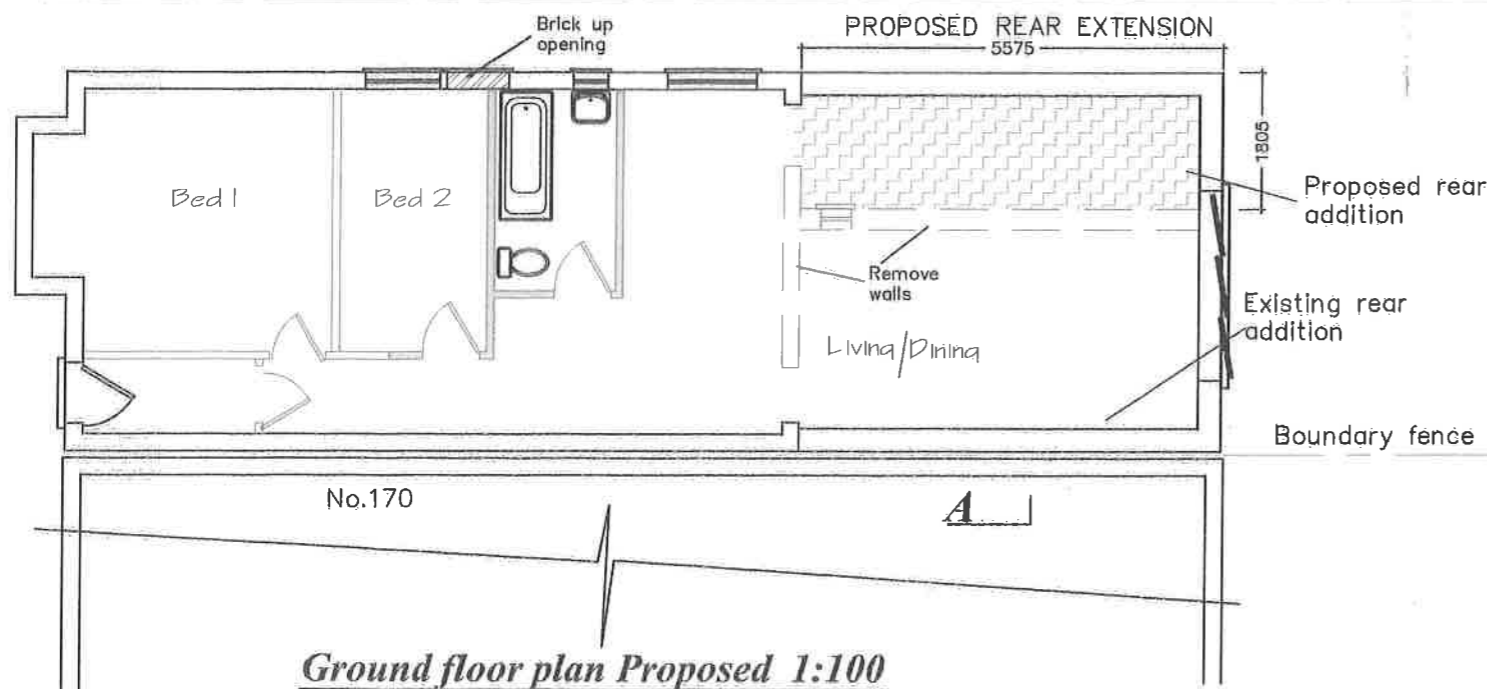 Brick up
opening
PROPOSED REAR EXTENSION
5575
1805
Bed 1
Bed 2
Proposed rear
addition
Remove
walls
Existing rear
addition
Living/Dining
Boundary fence
No.170
A
Ground floor plan Proposed 1:100